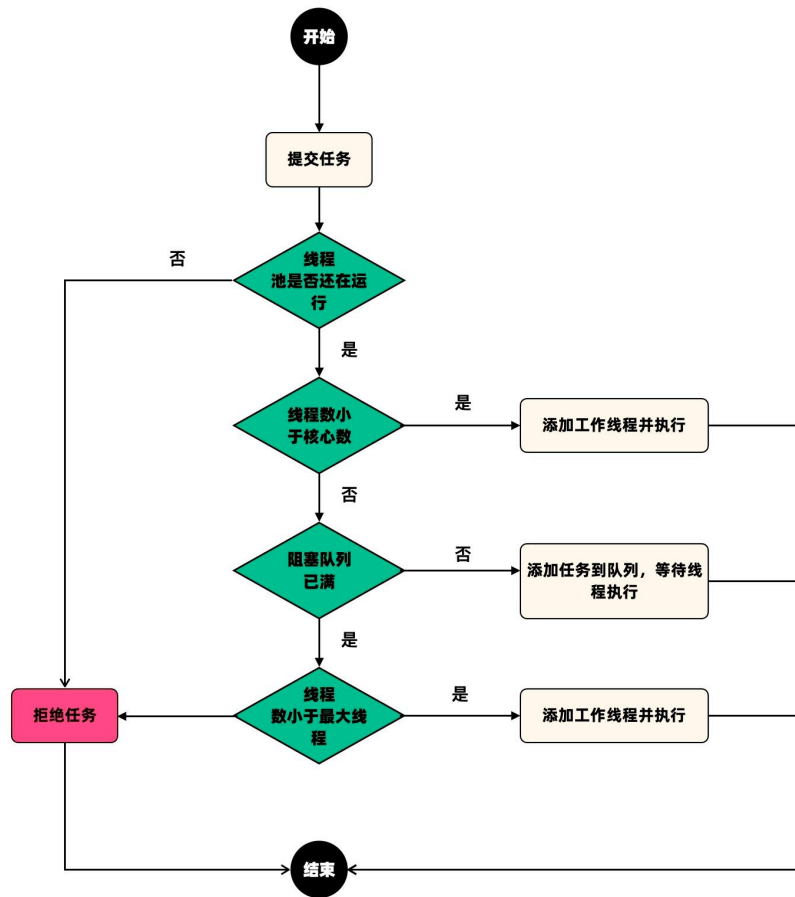 开始
提交任务
否
线程
池是否还在运
行
是
线程数小
于核心数
是
添加工作线程并执行
否
阻塞队列
已满
否
添加任务到队列，等待线
程执行
是
拒绝任务
线程
数小于最大线
程
是
添加工作线程并执行
结束